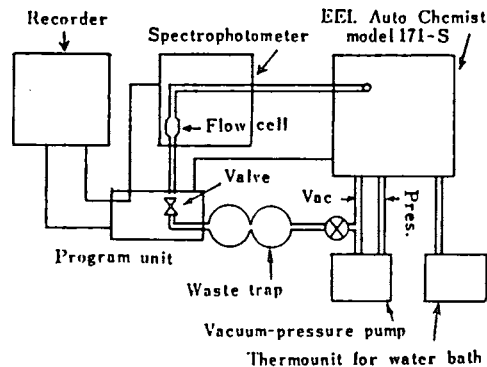 Recorder
Spectrophotometer
EEI. Auto Chemist
model 171-S
Flow cell
Valve
Vac
Pres.
Program unit
Waste trap
Vacuum-pressure pump
Thermounit for water bath